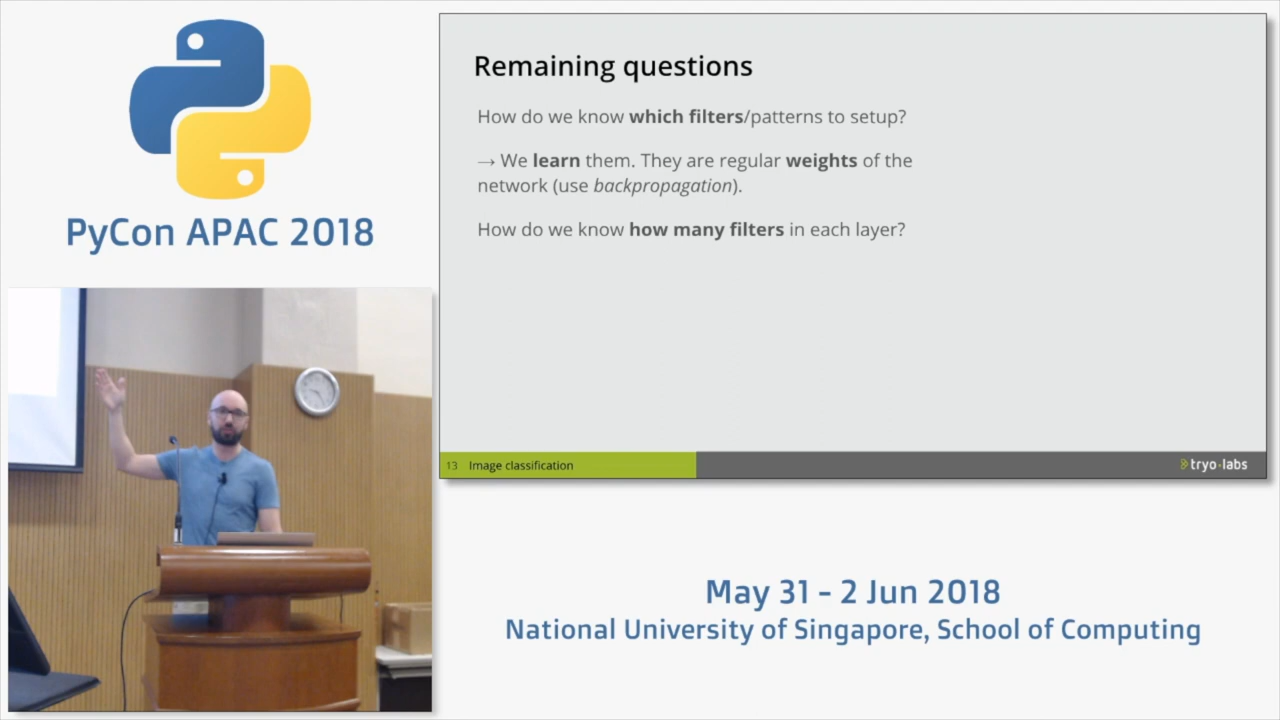 PyCon APAC 2018
Remaining questions
How do we know which filters/patterns to setup?
→ We learn them. They are regular weights of the
network (use backpropagation).
How do we know how many filters in each layer?
13 Image classification
tryo·labs
May 31 - 2 Jun 2018
National University of Singapore, School of Computing